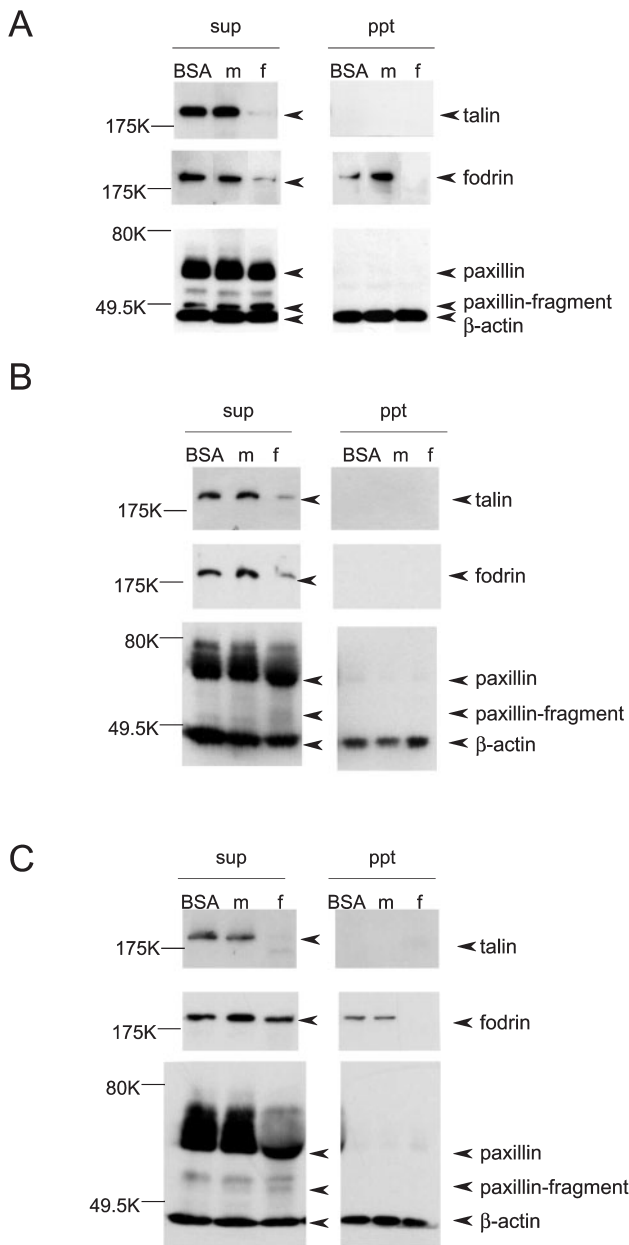 A
sup ppt
BSA m f BSA m f
175K talin
175K fodrin
80K
paxillin
49.5K paxillin-fragment
β-actin
B
sup ppt
BSA m f BSA m f
175K talin
175K fodrin
80K
paxillin
paxillin-fragment
49.5K
β-actin
C
sup ppt
BSA m f BSA m f
175K talin
175K fodrin
80K
paxillin
paxillin-fragment
49.5K
β-actin